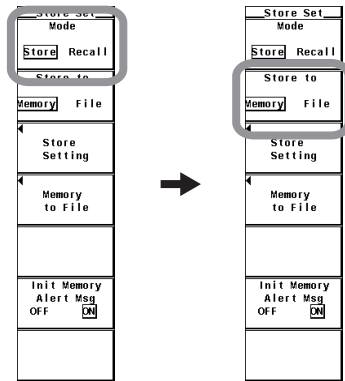 Store Set
Mode
Store Recall
Store to
Memory File
Store
Setting
Memory
to File
Init Memory
Alert Msg
OFF ON
Store Set
Mode
Store Recall
Store to
Memory File
Store
Setting
Memory
to File
Init Memory
Alert Msg
OFF ON